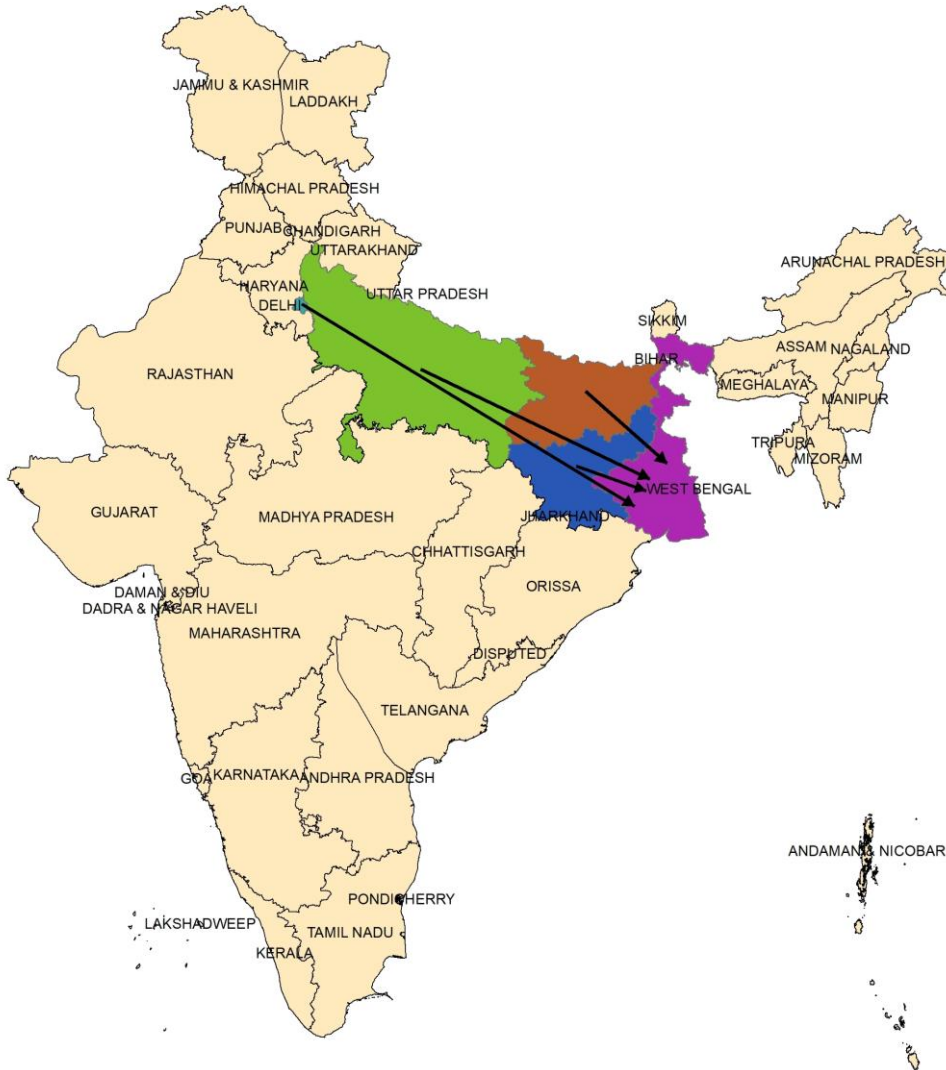 JAMMU & KASHMIR
LADDAKH
HIMACHAL PRADESH
PUNJAB
CHANDIGARH
UTTARAKHAND
ARUNACHAL PRADESH
HARYANA
UTTAR PRADESH
DELHI
SIKKIM
ASSAM
NAGALAND
BIHAR
RAJASTHAN
MEGHALAYA
MANIPUR
TRIPURA
MIZORAM
WEST BENGAL
GUJARAT
MADHYA PRADESH
JHARKHAND
CHHATTISGARH
ORISSA
DAMAN & DIU
DADRA & NAGAR HAVELI
MAHARASHTRA
DISPUTED
TELANGANA
GOA
KARNATAKA
ANDHRA PRADESH
ANDAMAN & NICOBAR
PONDICHERRY
LAKSHADWEEP
TAMIL NADU
KERALA